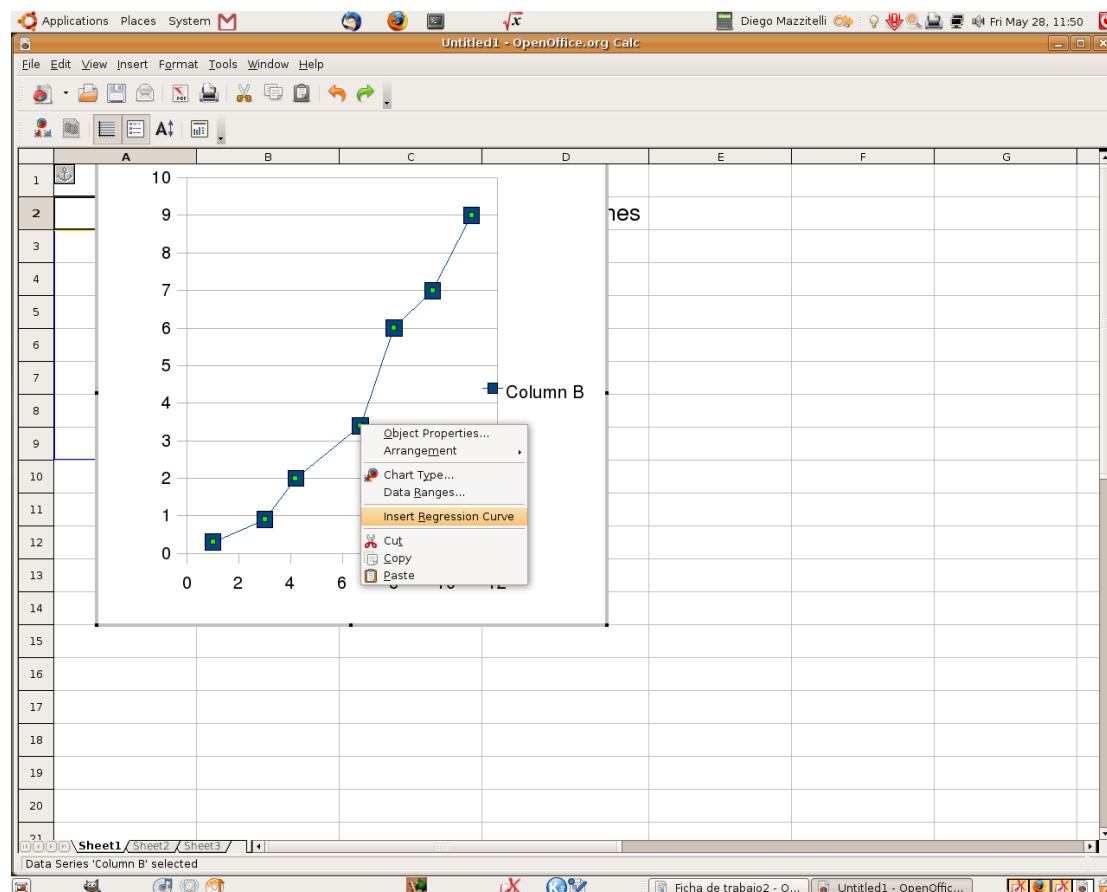 Applications Places System √x Diego Mazzitelli Fri May 28, 11:50
Untitled1 - OpenOffice.org Calc
File Edit View Insert Format Tools Window Help
PDF
A B C D E F G
1
2
3
4
5
6
7
8
9
10
11
12
13
14
15
16
17
18
19
20
21
10
9
8
7
6
5
4
3
2
1
0
0 2 4 6 8 10 12
nes
Column B
Object Properties...
Arrangement
Chart Type...
Data Ranges...
Insert Regression Curve
Cut
Copy
Paste
Sheet1 Sheet2 Sheet3
Data Series 'Column B' selected
Ficha de trabajo2 - O... Untitled1 - OpenOffic...